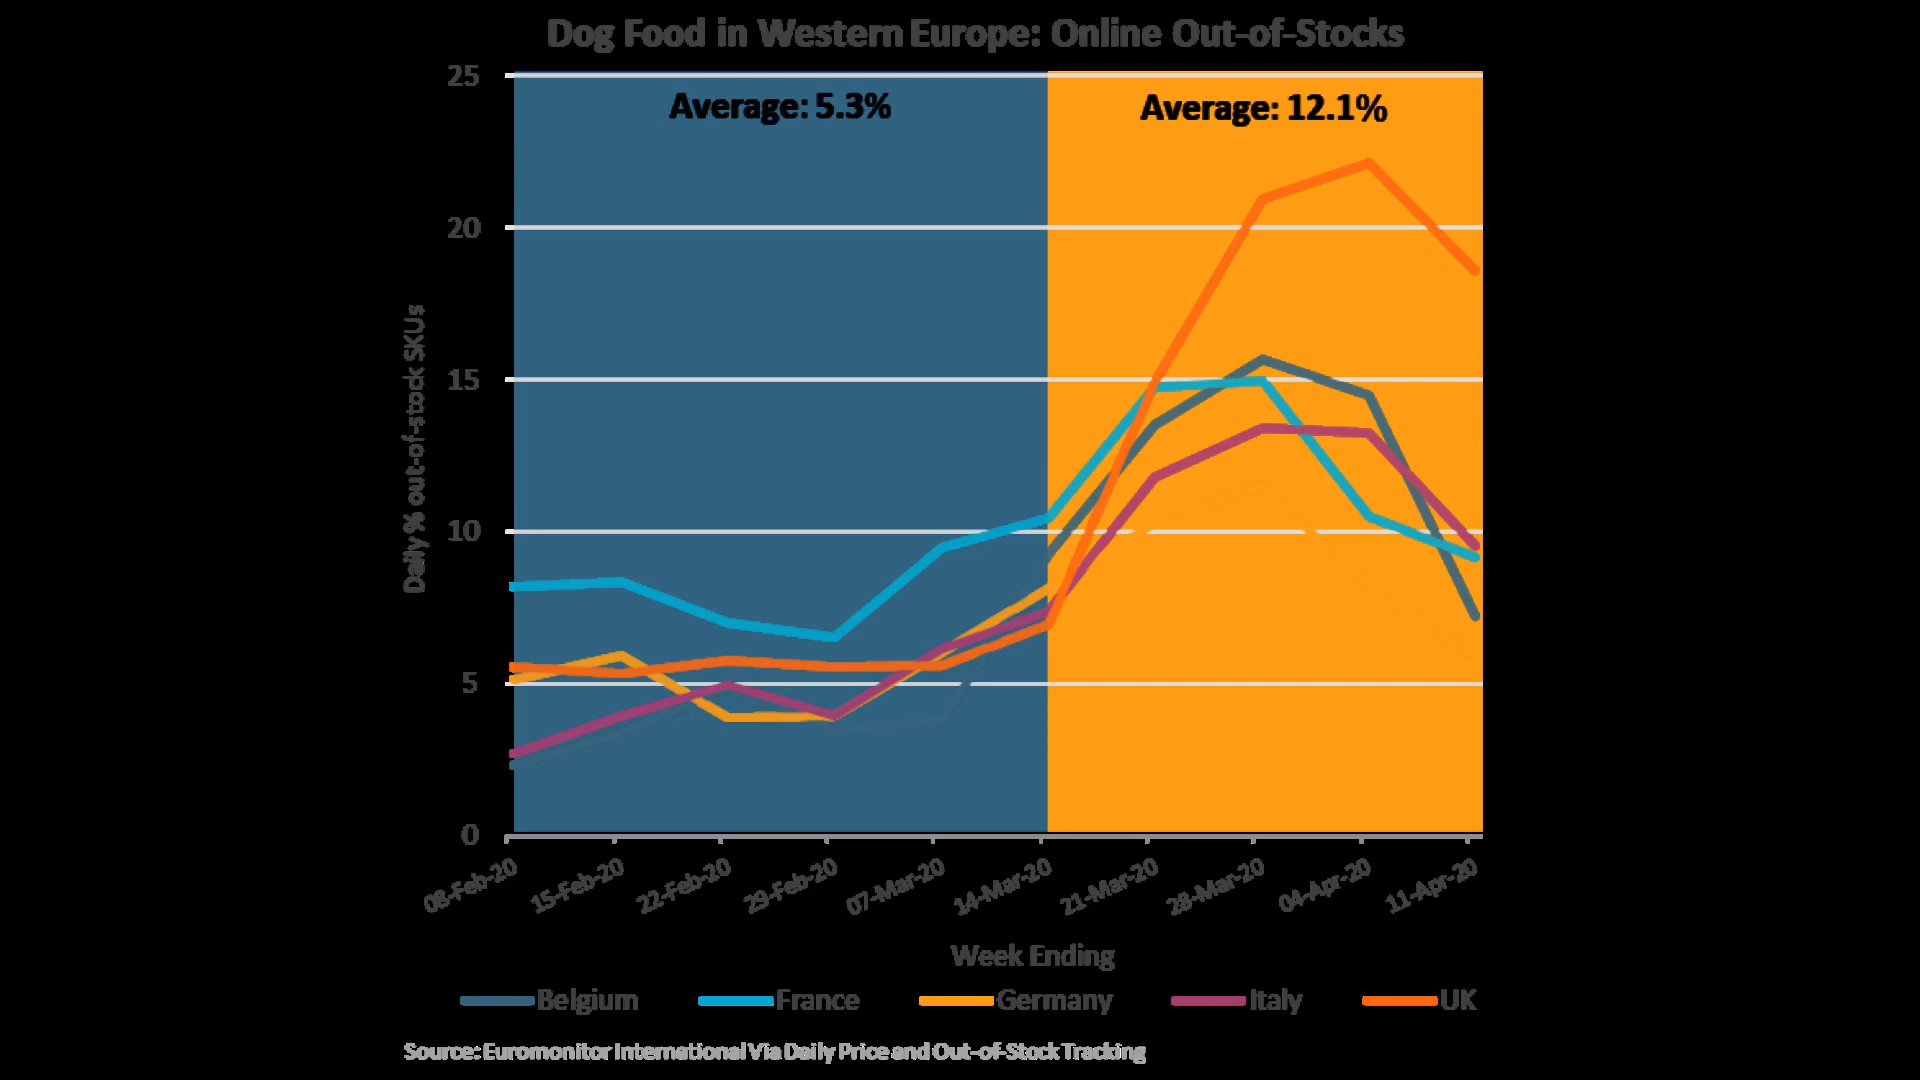 Dog Food in Western Europe: Online Out-of-Stocks
25
Average: 5.3%
Average: 12.1%
20
15
10
5
0
Daily % out-of-stock SKUs
08-Feb-20
15-Feb-20
22-Feb-20
29-Feb-20
07-Mar-20
14-Mar-20
21-Mar-20
28-Mar-20
04-Apr-20
11-Apr-20
Week Ending
Belgium
France
Germany
Italy
UK
Source: Euromonitor International Via Daily Price and Out-of-Stock Tracking